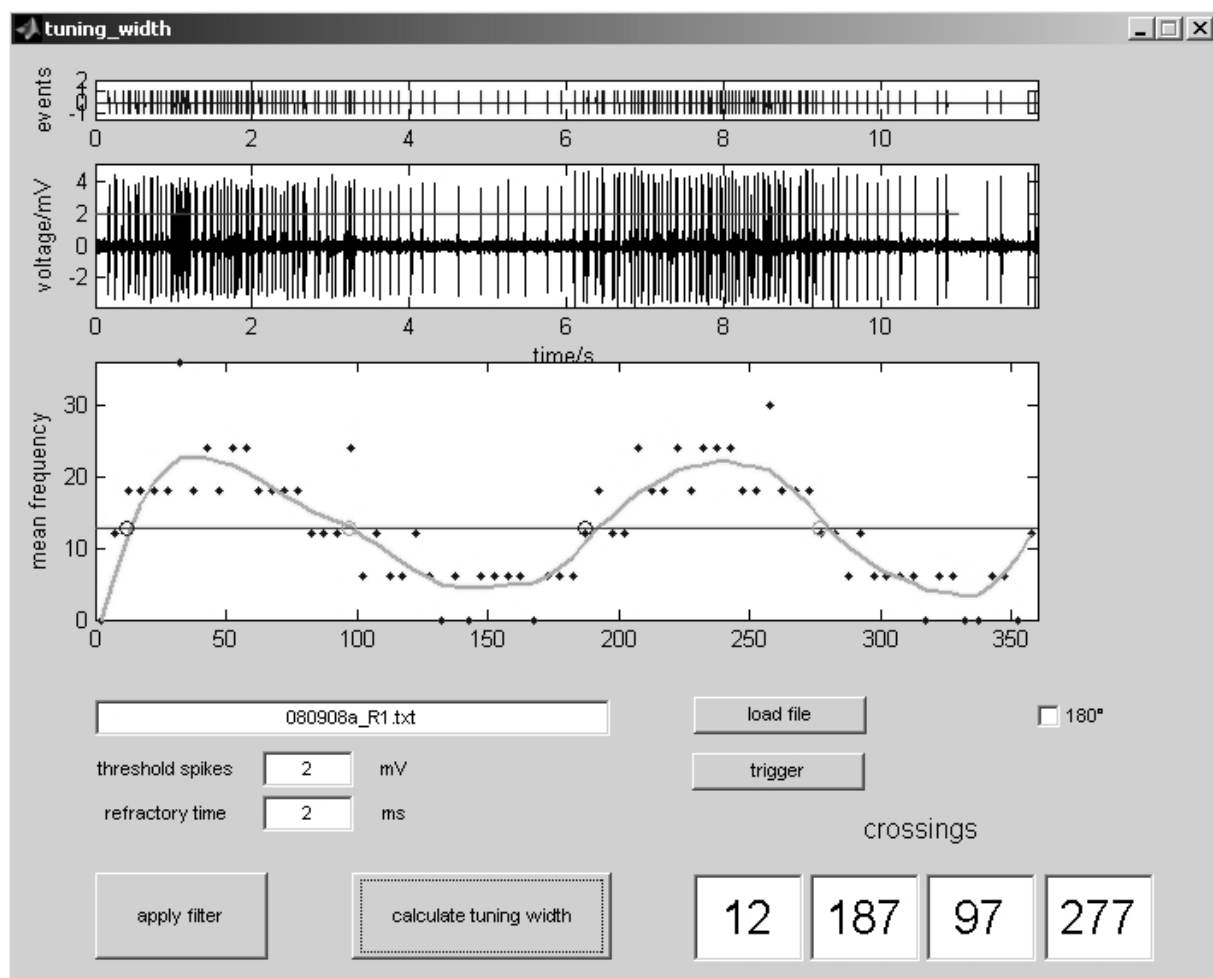 tuning_width
events
2
1
0
-1
0 2 4 6 8 10
voltage/mV
4
2
0
-2
0 2 4 6 8 10
time/s
mean frequency
30
20
10
0
0 50 100 150 200 250 300 350
080908a_R1.txt
load file
180°
threshold spikes 2 mV
trigger
refractory time 2 ms
crossings
apply filter
calculate tuning width
12 187 97 277